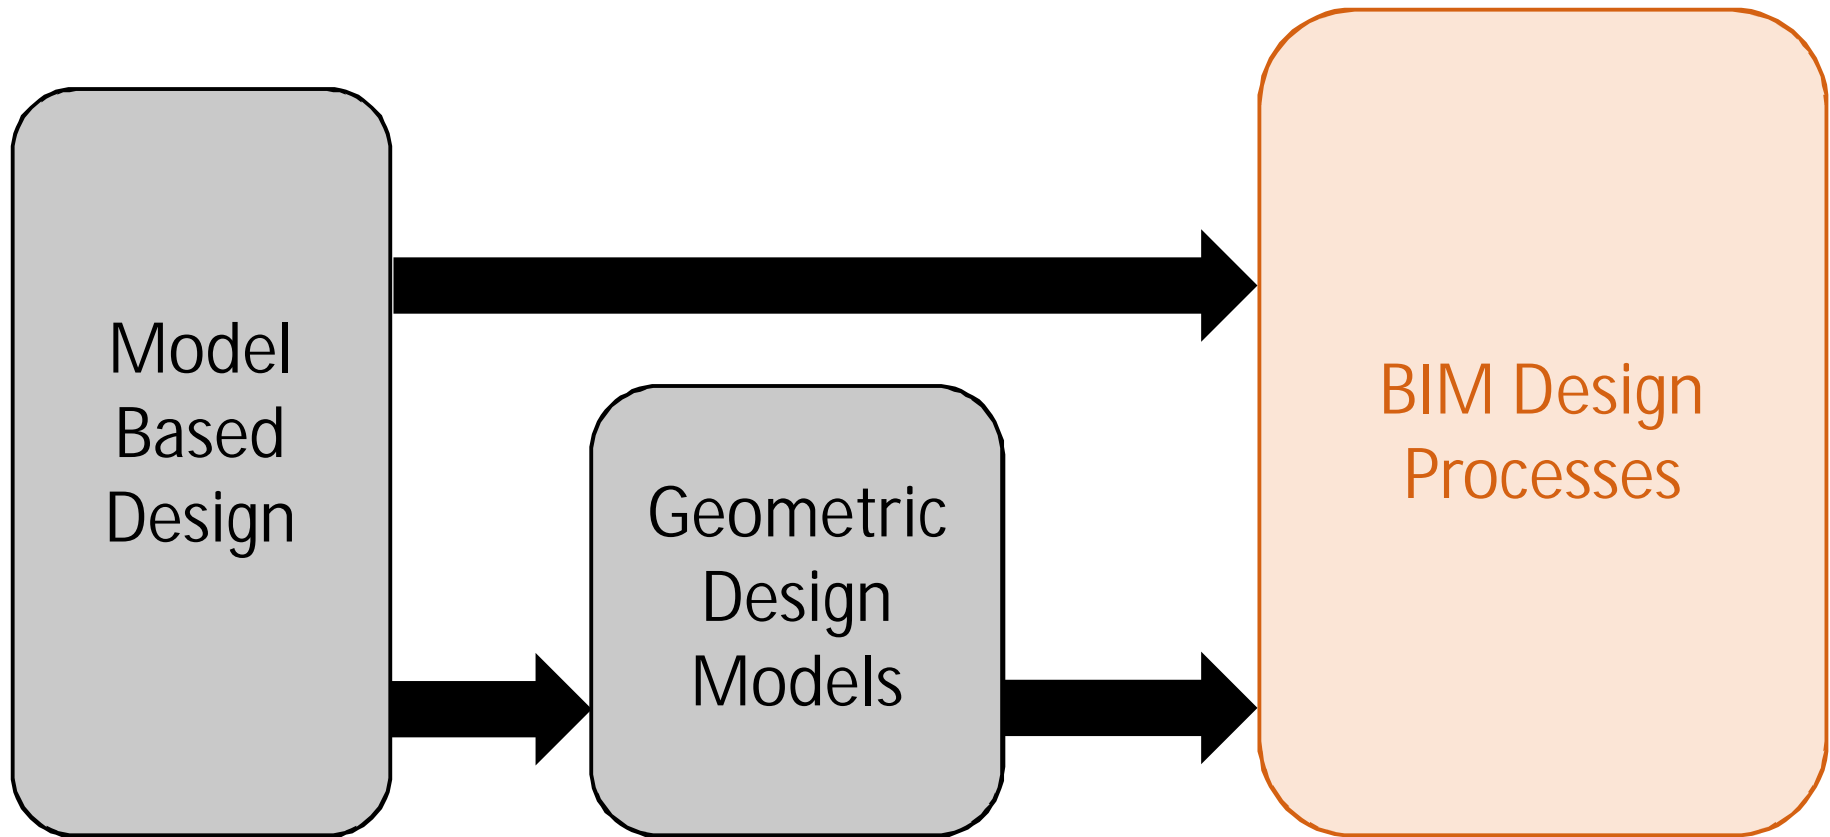 Model
Based
Design
Geometric
Design
Models
BIM Design
Processes